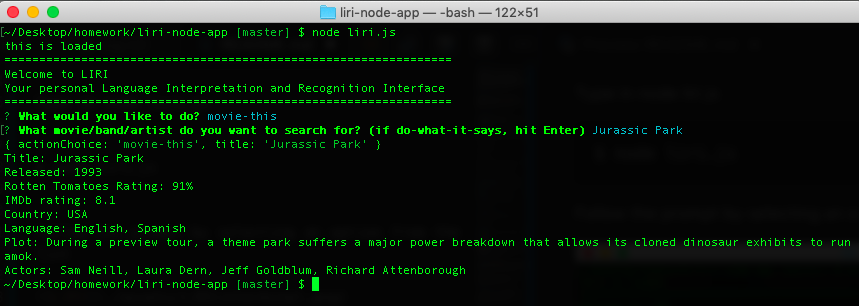 liri-node-app — -bash — 122×51
[~/Desktop/homework/liri-node-app [master] $ node liri.js
this is loaded
================================================================
Welcome to LIRI
Your personal Language Interpretation and Recognition Interface
================================================================
? What would you like to do? movie-this
[? What movie/band/artist do you want to search for? (if do-what-it-says, hit Enter) Jurassic Park
{ actionChoice: 'movie-this', title: 'Jurassic Park' }
Title: Jurassic Park
Released: 1993
Rotten Tomatoes Rating: 91%
IMDb rating: 8.1
Country: USA
Language: English, Spanish
Plot: During a preview tour, a theme park suffers a major power breakdown that allows its cloned dinosaur exhibits to run
amok.
Actors: Sam Neill, Laura Dern, Jeff Goldblum, Richard Attenborough
~/Desktop/homework/liri-node-app [master] $